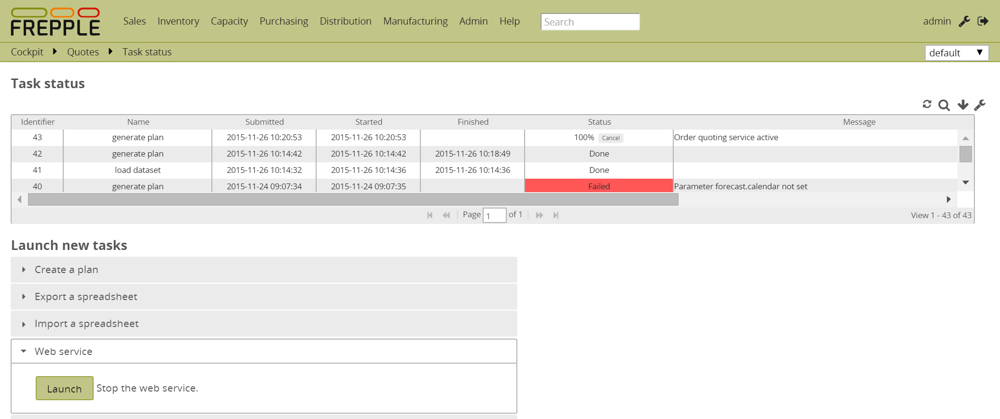 FREPPLE Sales Inventory Capacity Purchasing Distribution Manufacturing Admin Help Search admin
Cockpit Quotes Task status default
Task status
Identifier Name Submitted Started Finished Status Message
43 generate plan 2015-11-26 10:20:53 2015-11-26 10:20:53 100% Cancel Order quoting service active
42 generate plan 2015-11-26 10:14:42 2015-11-26 10:14:42 2015-11-26 10:18:49 Done
41 load dataset 2015-11-26 10:14:32 2015-11-26 10:14:36 2015-11-26 10:14:36 Done
40 generate plan 2015-11-24 09:07:34 2015-11-24 09:07:35 Failed Parameter forecast.calendar not set
Page 1 of 1 View 1 - 43 of 43
Launch new tasks
Create a plan
Export a spreadsheet
Import a spreadsheet
Web service
Launch Stop the web service.